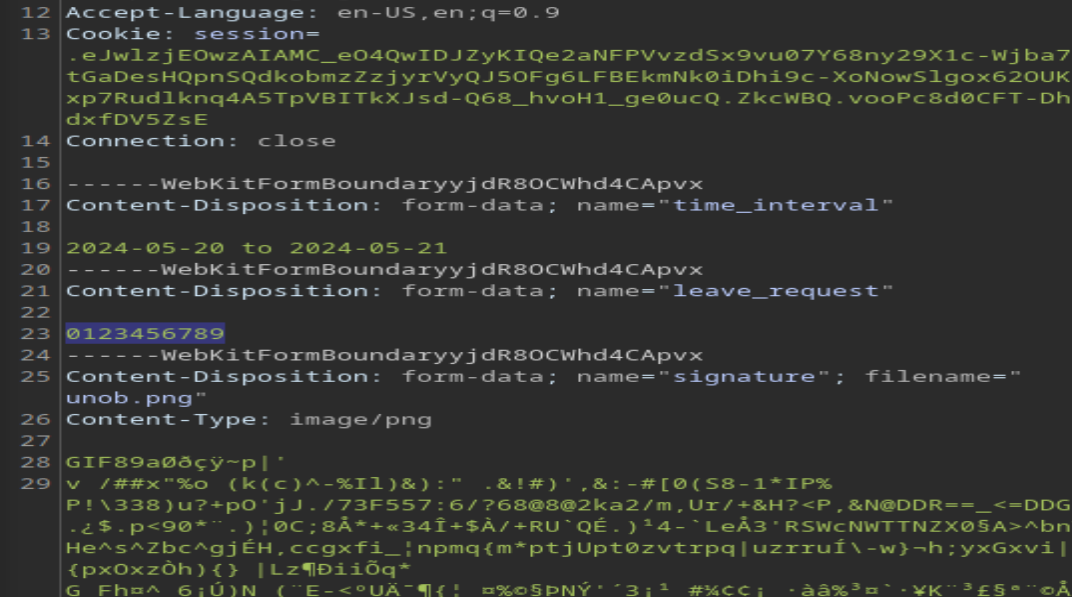 12 Accept-Language: en-US,en;q=0.9
13 Cookie: session=
.eJwlzjEOwzAIAMC_eO4QwIDJZyKIQe2aNFPVvzdSx9vu07Y68ny29X1c-Wjba7
tGaDesHQpnSQdkobmzZzjyrVyQJ5OFg6LFBEkmNk0iDhi9c-XoNowSlgox62OUK
xp7Rudlknq4A5TpVBITkXJsd-Q68_hvoH1_ge0ucQ.ZkcWBQ.vooPc8d0CFT-Dh
dxfDV5ZsE
14 Connection: close
15
16 ------WebKitFormBoundaryyjdR8OCWhd4CApvx
17 Content-Disposition: form-data; name="time_interval"
18
19 2024-05-20 to 2024-05-21
20 ------WebKitFormBoundaryyjdR8OCWhd4CApvx
21 Content-Disposition: form-data; name="leave_request"
22
23 0123456789
24 ------WebKitFormBoundaryyjdR8OCWhd4CApvx
25 Content-Disposition: form-data; name="signature"; filename="
unob.png"
26 Content-Type: image/png
27
28 GIF89aØðçÿ~p|'
29 v /##x"%o (k(c)^-%Il)&):" .&!#)',&:-#[0(S8-1*IP%
P!\338)u?+pO'jJ./73F557:6/?68@8@2ka2/m,Ur/+&H?<P,&N@DDR==_<=DDG
.¿$.p<90*¨.)¦0C;8Å*+«34Î+$À/+RU`QÉ.)¹4-`LeÅ3'RSWcNWTTNZX0§A>^bn
He^s^Zbc^gjÉH,ccgxfi_¦npmq{m*ptjUpt0zvtrpq|uzrruÍ\-w}¬h;yxGxvi|
{pxOxzÒh){} |Lz¶ÐiiÕq*